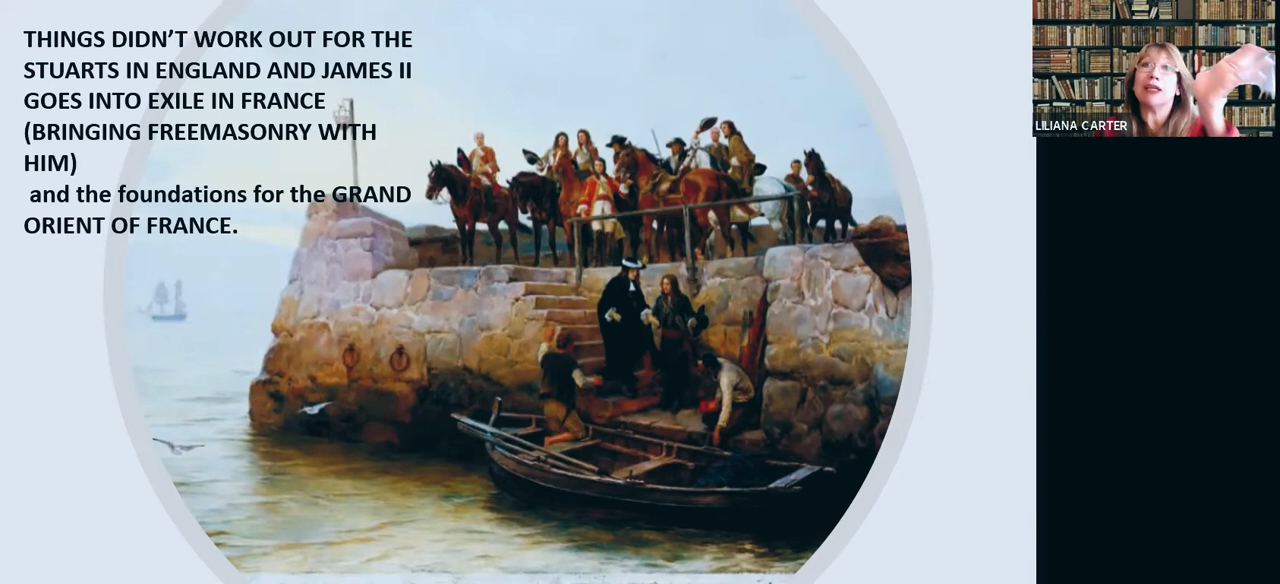 THINGS DIDN’T WORK OUT FOR THE
STUARTS IN ENGLAND AND JAMES II
GOES INTO EXILE IN FRANCE
(BRINGING FREEMASONRY WITH
HIM)
and the foundations for the GRAND
ORIENT OF FRANCE.
LILIANA CARTER